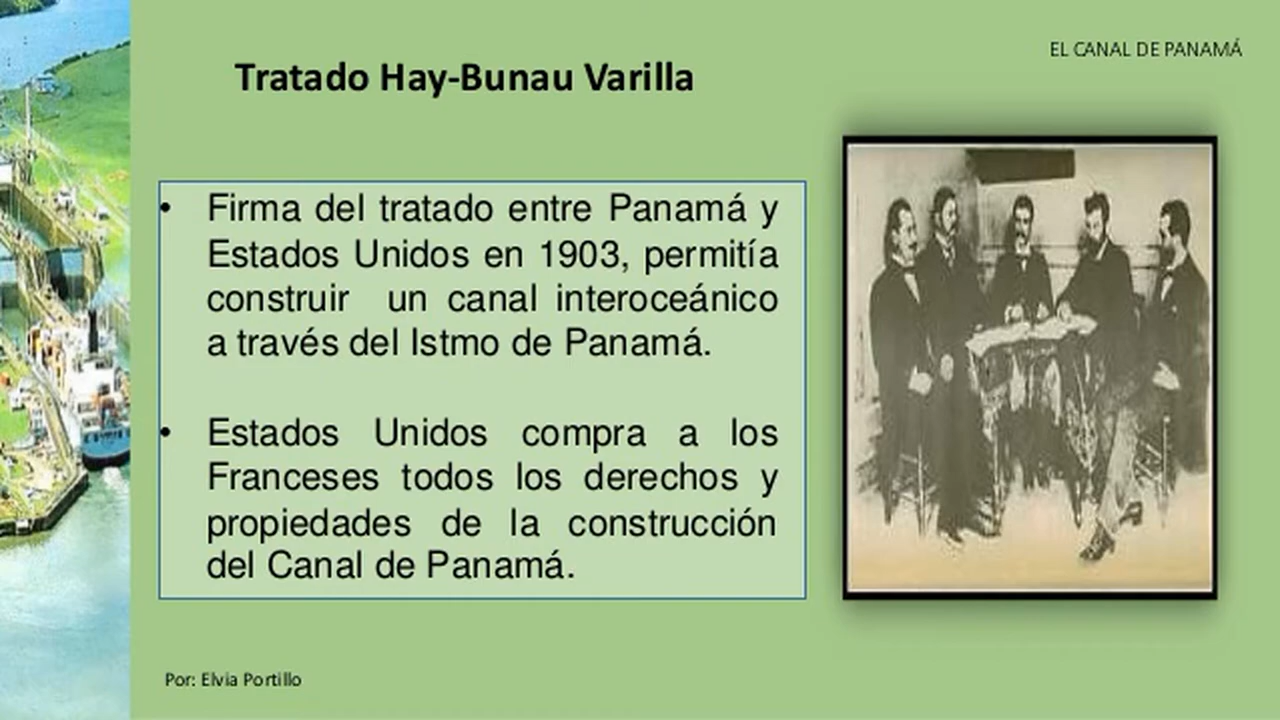 EL CANAL DE PANAMÁ
Tratado Hay-Bunau Varilla
• Firma del tratado entre Panamá y
Estados Unidos en 1903, permitía
construir un canal interoceánico
a través del Istmo de Panamá.
• Estados Unidos compra a los
Franceses todos los derechos y
propiedades de la construcción
del Canal de Panamá.
Por: Elvia Portillo